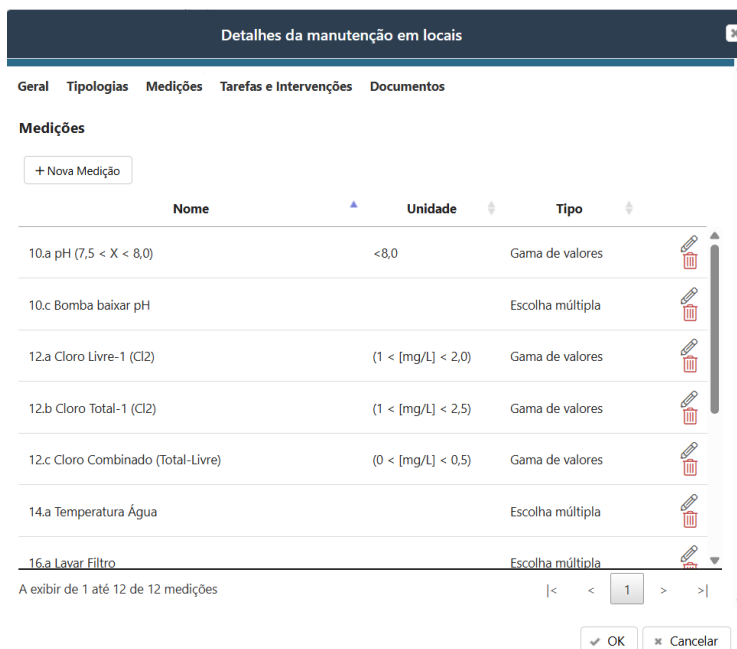 Detalhes da manutenção em locais
Geral Tipologias Medições Tarefas e Intervenções Documentos
Medições
+ Nova Medição
Nome Unidade Tipo
10.a pH (7,5 < X < 8,0) <8,0 Gama de valores
10.c Bomba baixar pH Escolha múltipla
12.a Cloro Livre-1 (Cl2) (1 < [mg/L] < 2,0) Gama de valores
12.b Cloro Total-1 (Cl2) (1 < [mg/L] < 2,5) Gama de valores
12.c Cloro Combinado (Total-Livre) (0 < [mg/L] < 0,5) Gama de valores
14.a Temperatura Água Escolha múltipla
16.a Lavar Filtro Escolha múltipla
A exibir de 1 até 12 de 12 medições |< < 1 > >|
OK Cancelar